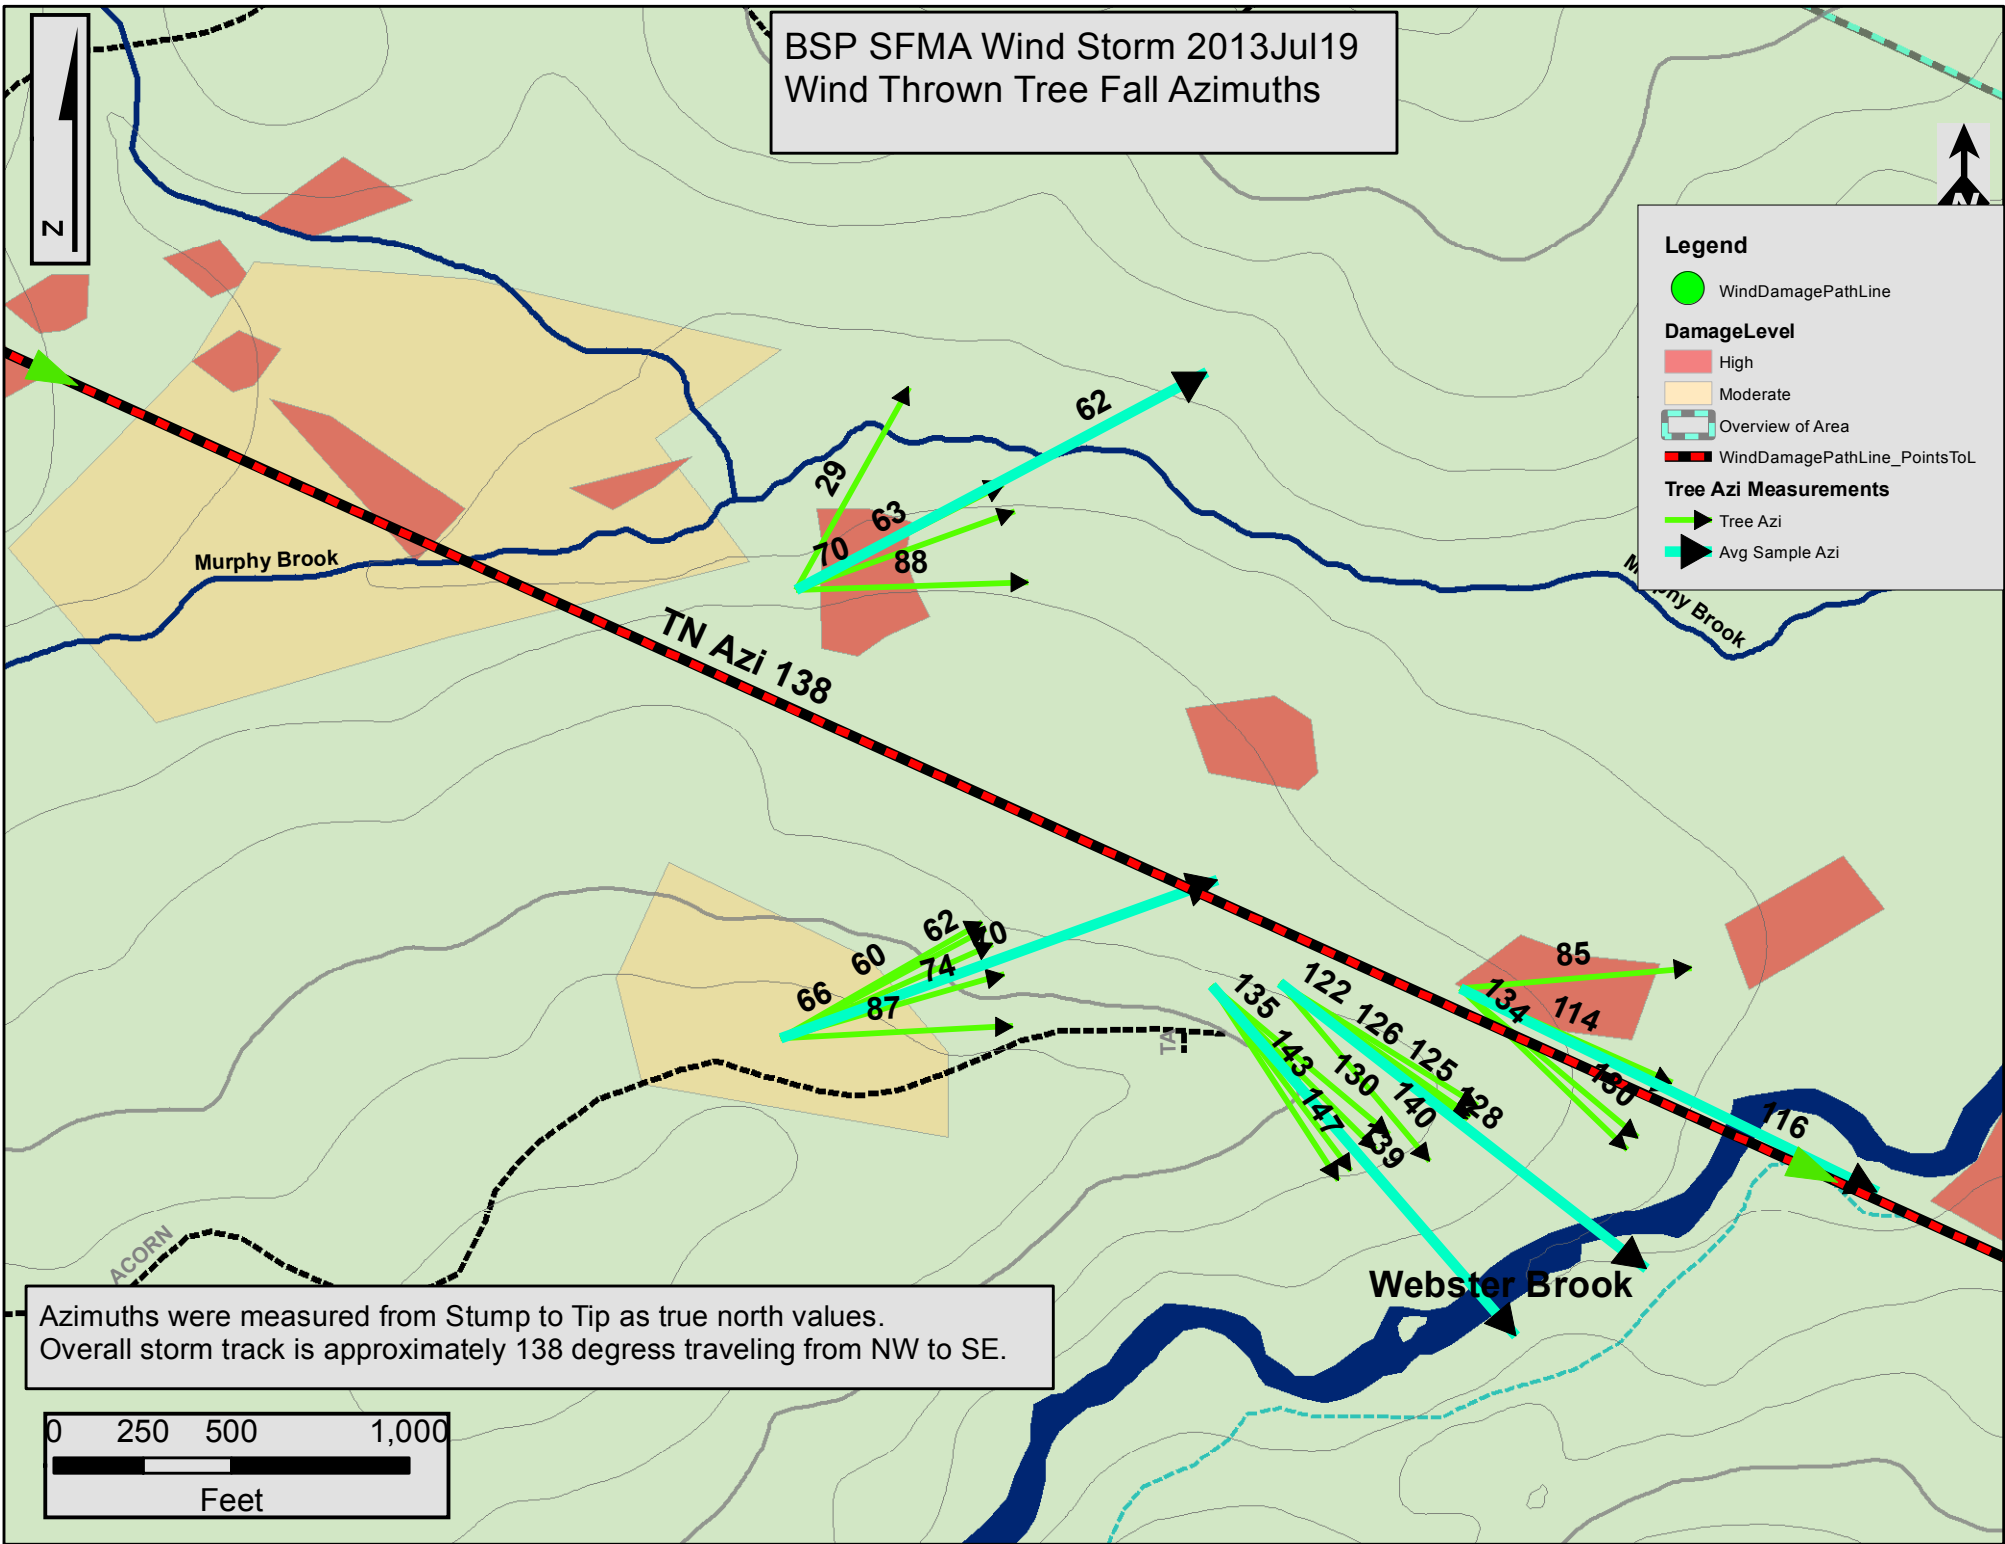 BSP SFMA Wind Storm 2013Jul19
Wind Thrown Tree Fall Azimuths
N
N
Legend
WindDamagePathLine
DamageLevel
High
Moderate
Overview of Area
WindDamagePathLine_PointsToL
Tree Azi Measurements
Tree Azi
Avg Sample Azi
62
29
63
70
88
Murphy Brook
Brook
TN Azi 138
62
70
60
74
66
87
85
122
135
134
114
126
143
125
130
130
147
140
128
139
116
TA
ACORN
Webster Brook
Azimuths were measured from Stump to Tip as true north values.
Overall storm track is approximately 138 degress traveling from NW to SE.
0 250 500 1,000
Feet